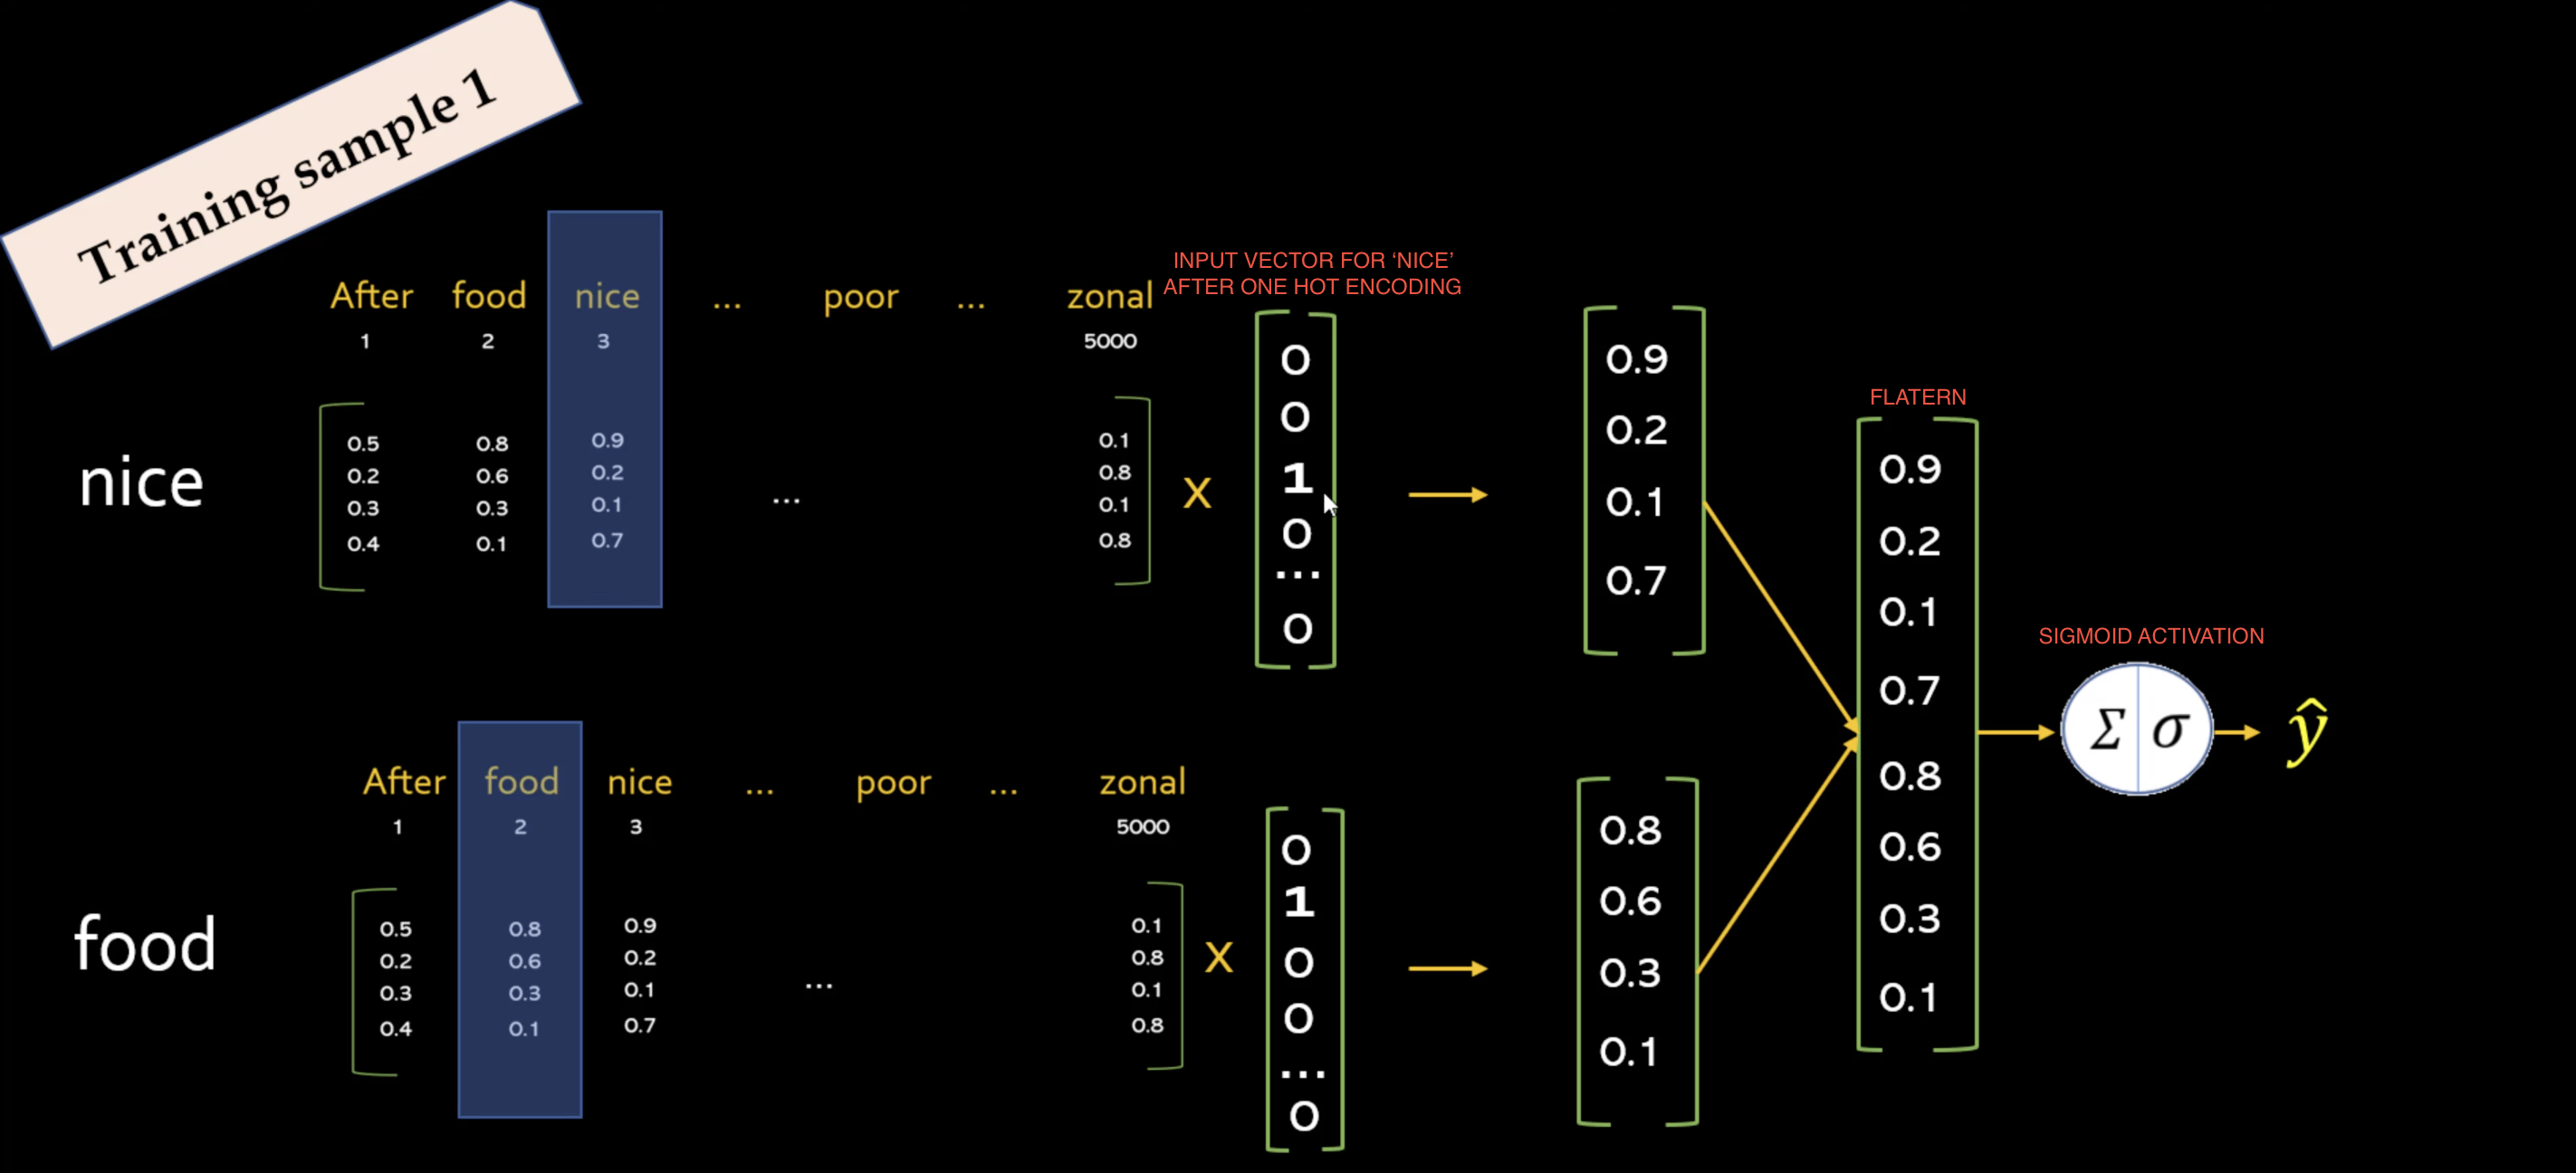 Training sample 1
After food nice ... poor ... zonal
1 2 3 5000
INPUT VECTOR FOR ‘NICE’
AFTER ONE HOT ENCODING
nice
0.5 0.8 0.9 0.1
0.2 0.6 0.2 0.8
0.3 0.3 0.1 ... 0.1
0.4 0.1 0.7 0.8
X
0
0
1
0
...
0
0.9
0.2
0.1
0.7
After food nice ... poor ... zonal
1 2 3 5000
food
0.5 0.8 0.9 0.1
0.2 0.6 0.2 0.8
0.3 0.3 0.1 ... 0.1
0.4 0.1 0.7 0.8
X
0
1
0
0
...
0
0.8
0.6
0.3
0.1
FLATERN
0.9
0.2
0.1
0.7
0.8
0.6
0.3
0.1
SIGMOID ACTIVATION
Σ σ
ŷ